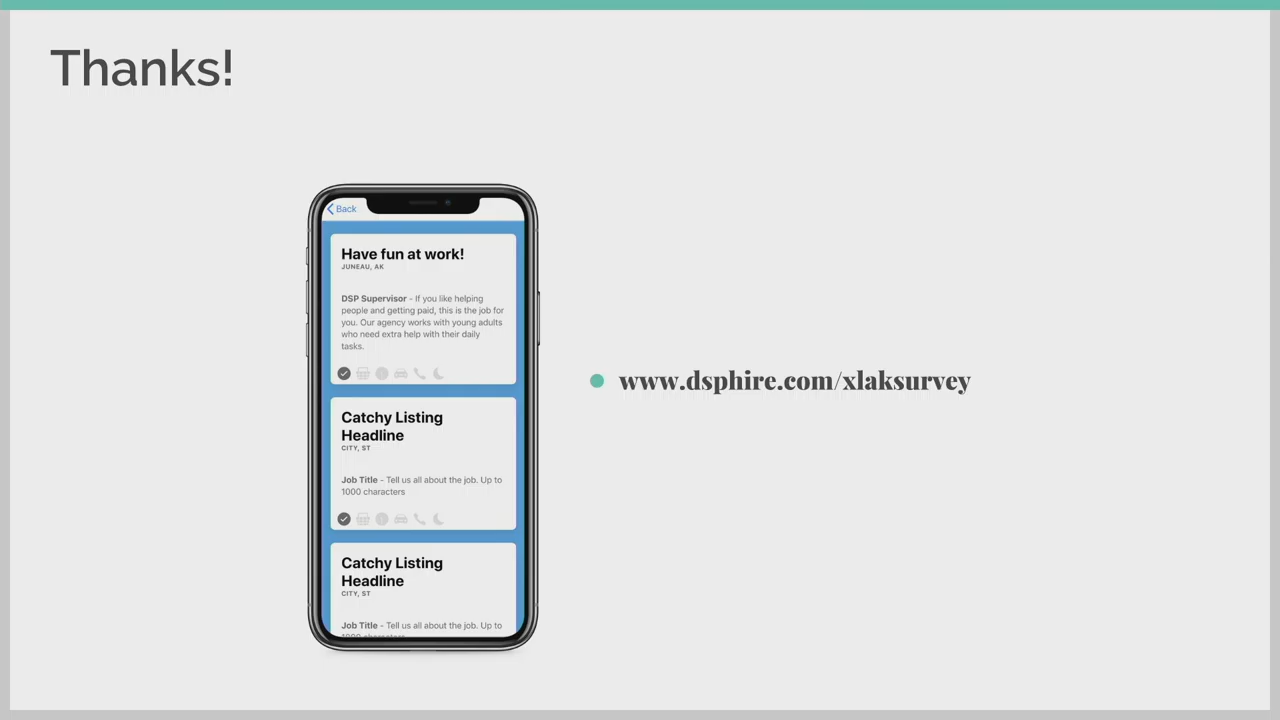 Thanks!
Back
Have fun at work!
JUNEAU, AK
DSP Supervisor - If you like helping
people and getting paid, this is the job for
you. Our agency works with young adults
who need extra help with their daily
tasks.
Catchy Listing
Headline
CITY, ST
Job Title - Tell us all about the job. Up to
1000 characters
Catchy Listing
Headline
CITY, ST
Job Title - Tell us all about the job. Up to
1000 characters
www.dsphire.com/xlaksurvey